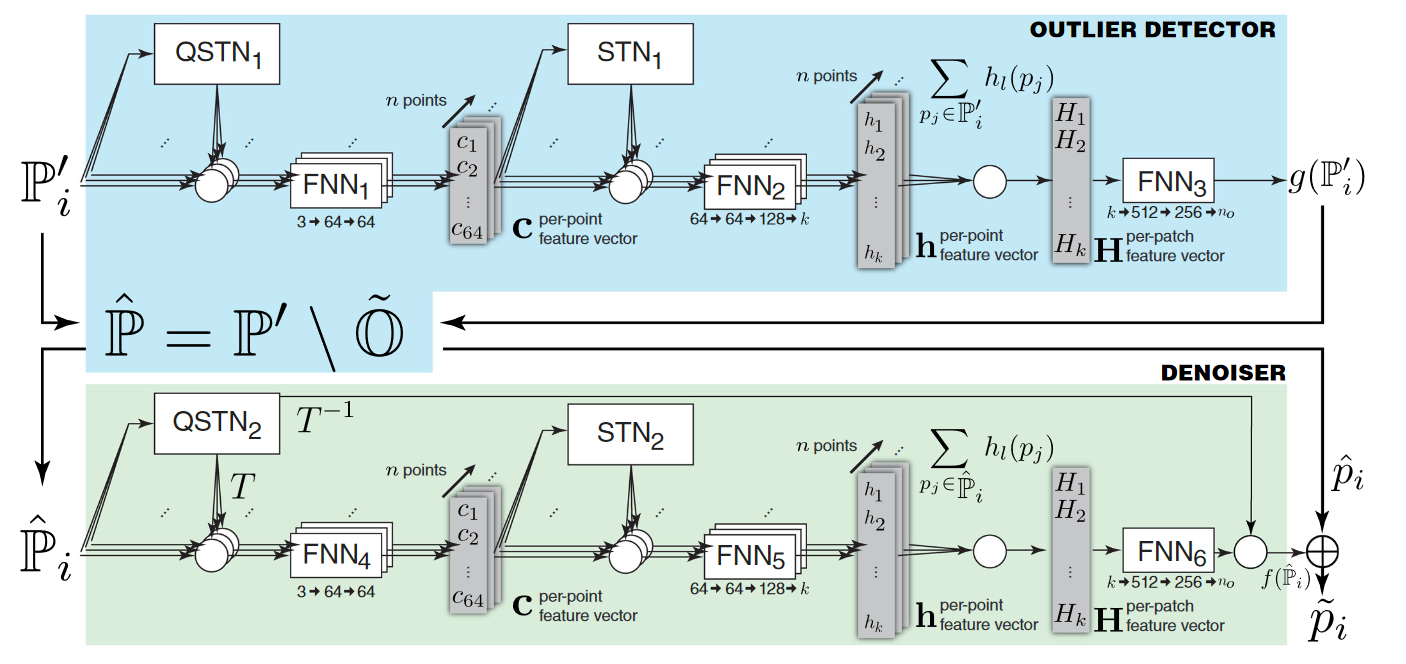 OUTLIER DETECTOR
QSTN₁
STN₁
n points
n points
∑ hₗ(pⱼ)
pⱼ∈ℙ′ᵢ
ℙ′ᵢ
FNN₁
3→64→64
c₁
c₂
⋮
c₆₄
c per-point
feature vector
FNN₂
64→64→128→k
h₁
h₂
⋮
hₖ
h per-point
feature vector
H₁
H₂
⋮
Hₖ
H per-patch
feature vector
FNN₃
k→512→256→nₒ
g(ℙ′ᵢ)
ℙ̂ = ℙ′ \ 𝕆̃
DENOISER
QSTN₂
T⁻¹
T
STN₂
n points
n points
∑ hₗ(pⱼ)
pⱼ∈ℙ̂ᵢ
ℙ̂ᵢ
FNN₄
3→64→64
c₁
c₂
⋮
c₆₄
c per-point
feature vector
FNN₅
64→64→128→k
h₁
h₂
⋮
hₖ
h per-point
feature vector
H₁
H₂
⋮
Hₖ
H per-patch
feature vector
FNN₆
k→512→256→nₒ
f(ℙ̂ᵢ)
p̂ᵢ
p̃ᵢ